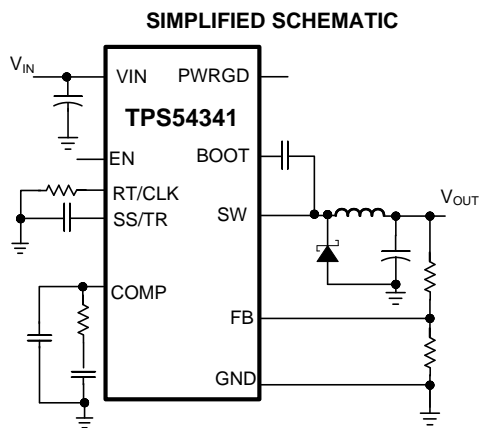 SIMPLIFIED SCHEMATIC
VIN
VIN
PWRGD
TPS54341
EN
BOOT
RT/CLK
SS/TR
SW
VOUT
COMP
FB
GND